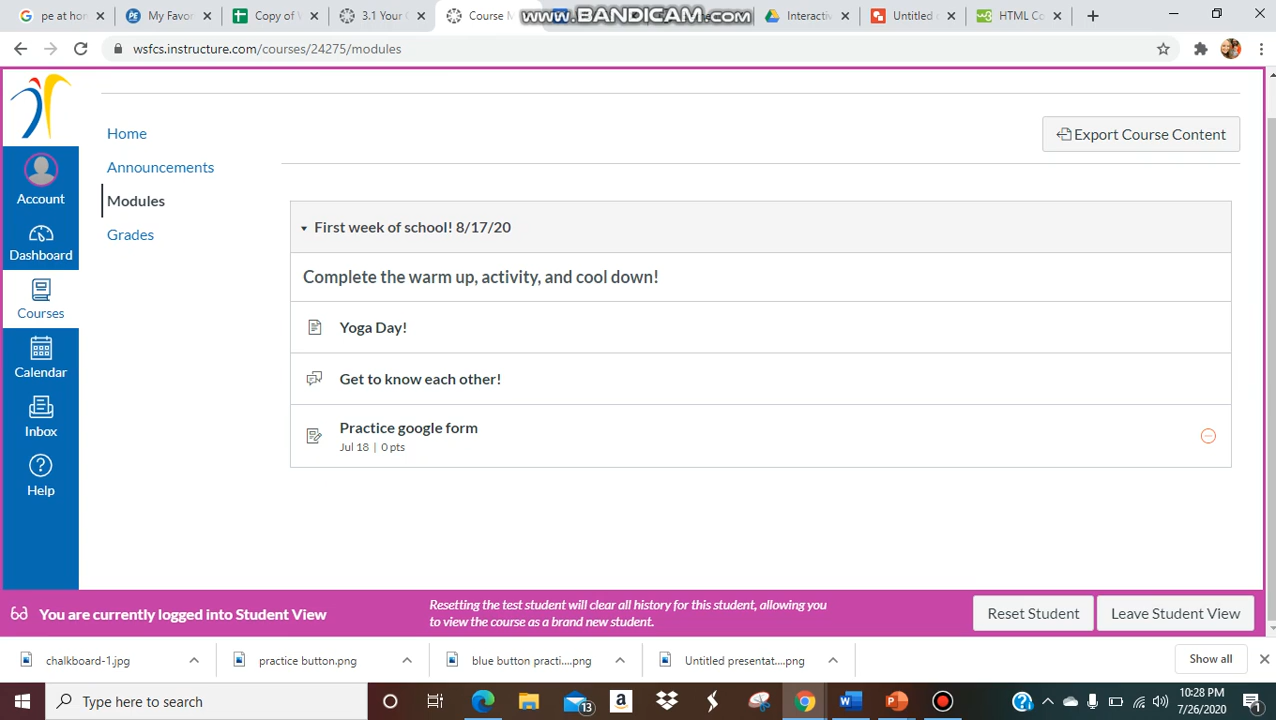 pe at hom
My Favor
Copy of V
3.1 Your
Course M
www.BANDICAM.com
Interacti
Untitled
HTML Co
wsfcs.instructure.com/courses/24275/modules
Home
Announcements
Modules
Grades
Export Course Content
Account
Dashboard
Courses
Calendar
Inbox
Help
First week of school! 8/17/20
Complete the warm up, activity, and cool down!
Yoga Day!
Get to know each other!
Practice google form
Jul 18 | 0 pts
You are currently logged into Student View
Resetting the test student will clear all history for this student, allowing you
to view the course as a brand new student.
Reset Student
Leave Student View
chalkboard-1.jpg
practice button.png
blue button practi....png
Untitled presentat....png
Show all
Type here to search
13
10:28 PM
7/26/2020
1